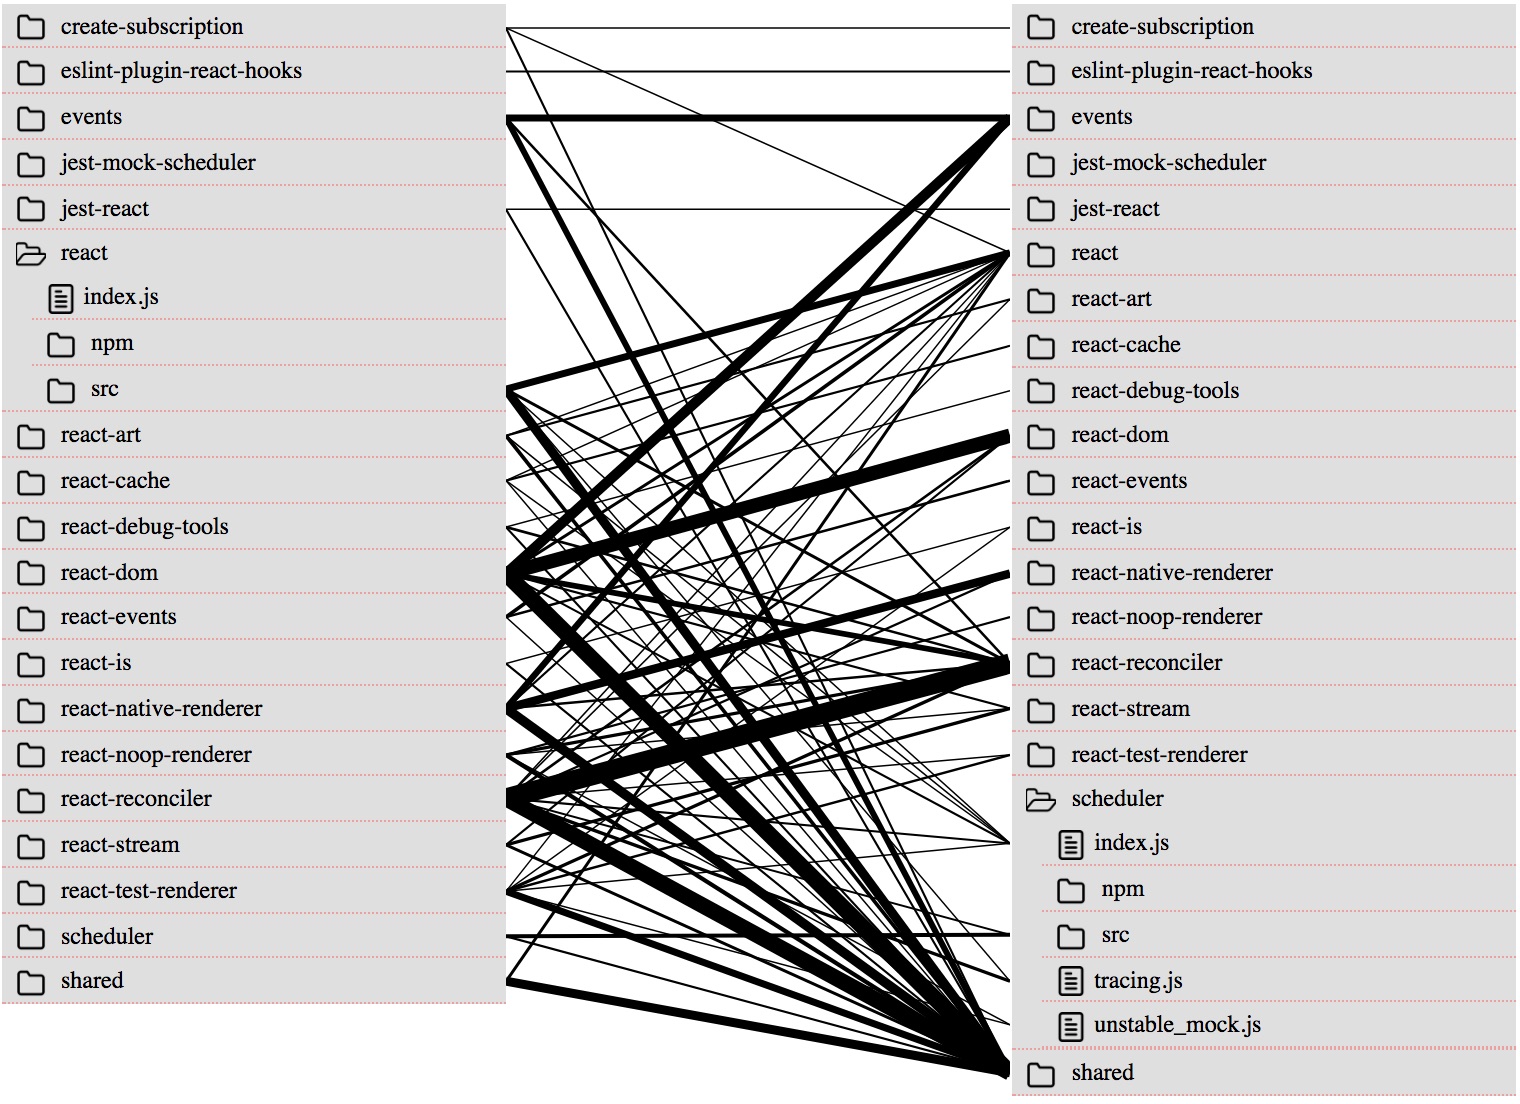 create-subscription
eslint-plugin-react-hooks
events
jest-mock-scheduler
jest-react
react
index.js
npm
src
react-art
react-cache
react-debug-tools
react-dom
react-events
react-is
react-native-renderer
react-noop-renderer
react-reconciler
react-stream
react-test-renderer
scheduler
shared
create-subscription
eslint-plugin-react-hooks
events
jest-mock-scheduler
jest-react
react
react-art
react-cache
react-debug-tools
react-dom
react-events
react-is
react-native-renderer
react-noop-renderer
react-reconciler
react-stream
react-test-renderer
scheduler
index.js
npm
src
tracing.js
unstable_mock.js
shared